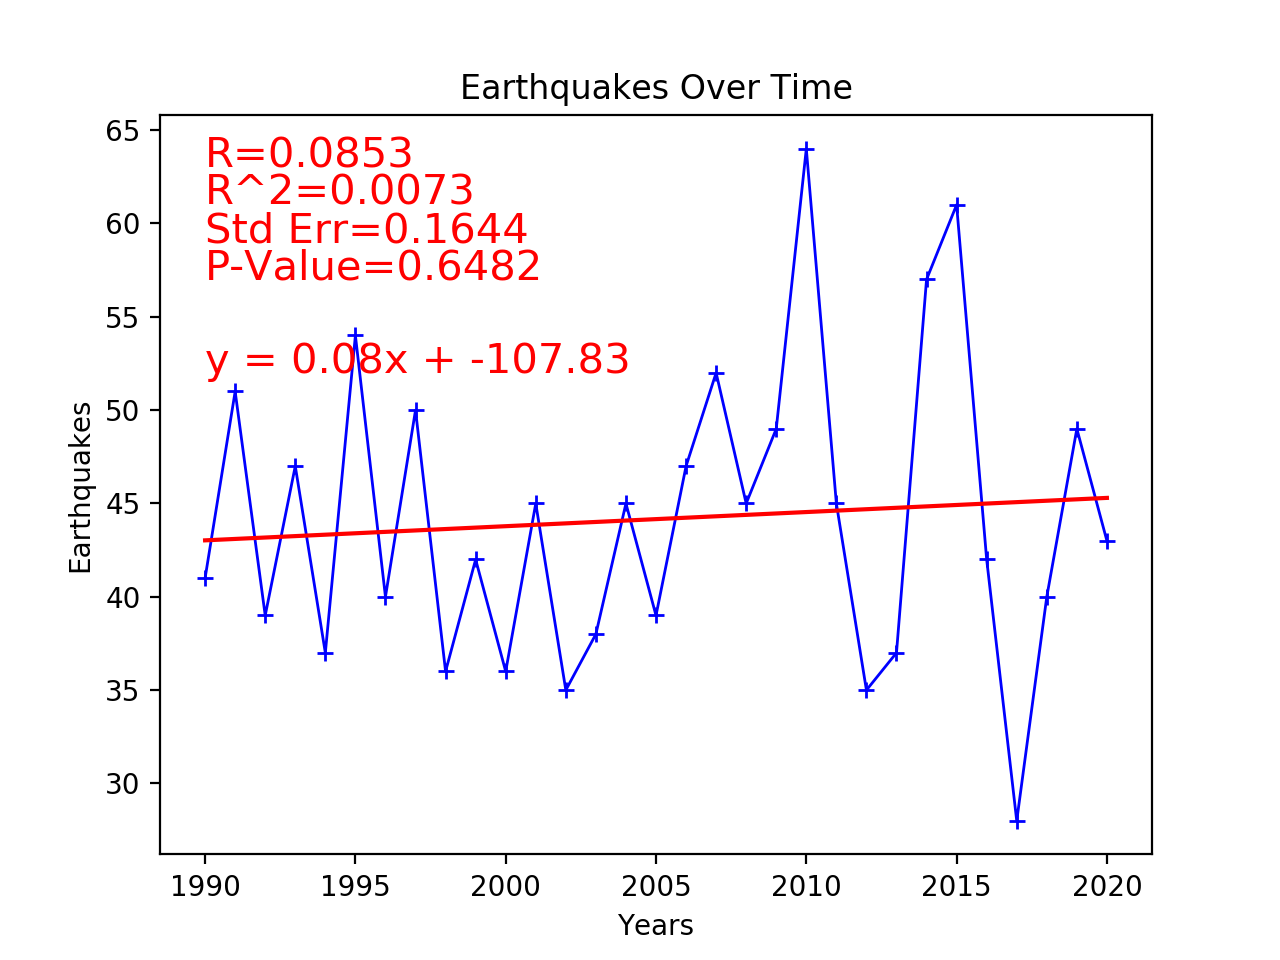 Earthquakes Over Time
R=0.0853
R^2=0.0073
Std Err=0.1644
P-Value=0.6482
y = 0.08x + -107.83
65
60
55
50
45
40
35
30
Earthquakes
1990 1995 2000 2005 2010 2015 2020
Years